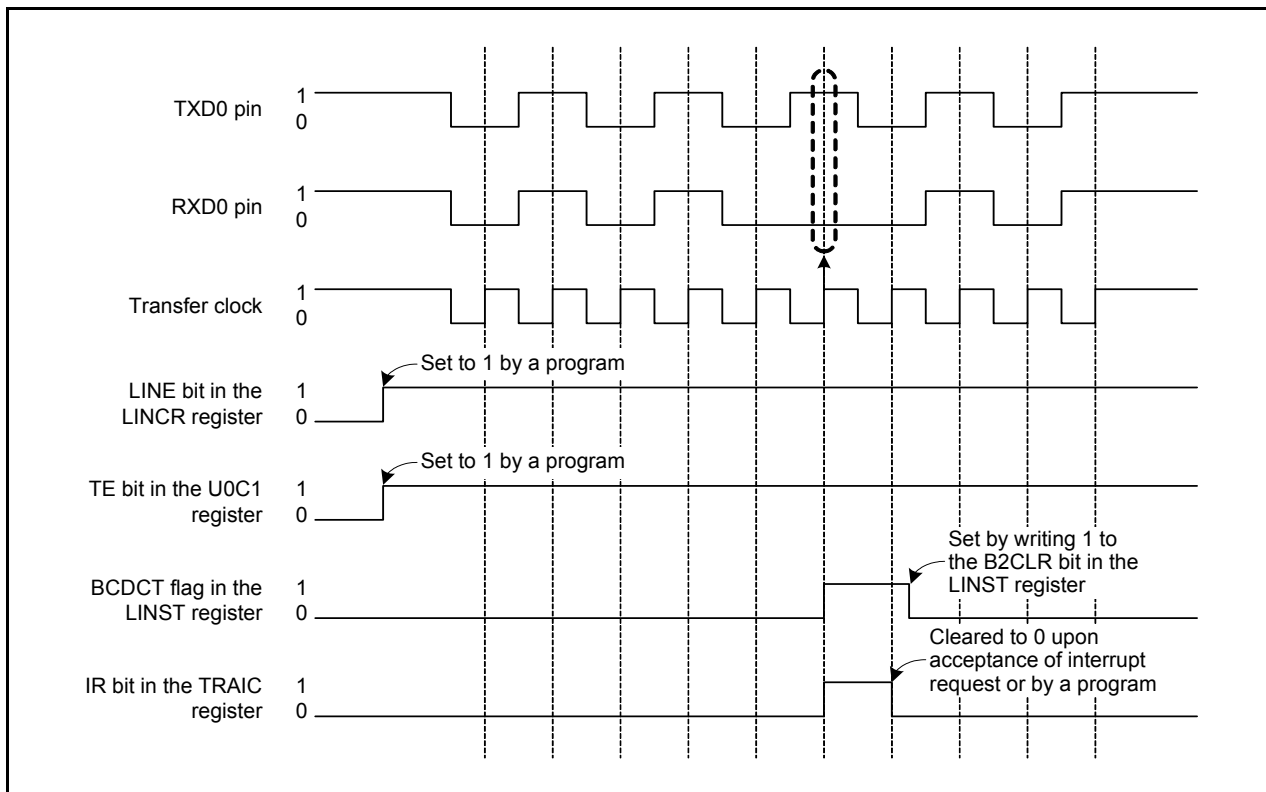 TXD0 pin
1
0
RXD0 pin
1
0
Transfer clock
1
0
Set to 1 by a program
LINE bit in the
LINCR register
1
0
Set to 1 by a program
TE bit in the U0C1
register
1
0
Set by writing 1 to
the B2CLR bit in the
LINST register
BCDCT flag in the
LINST register
1
0
Cleared to 0 upon
acceptance of interrupt
request or by a program
IR bit in the TRAIC
register
1
0